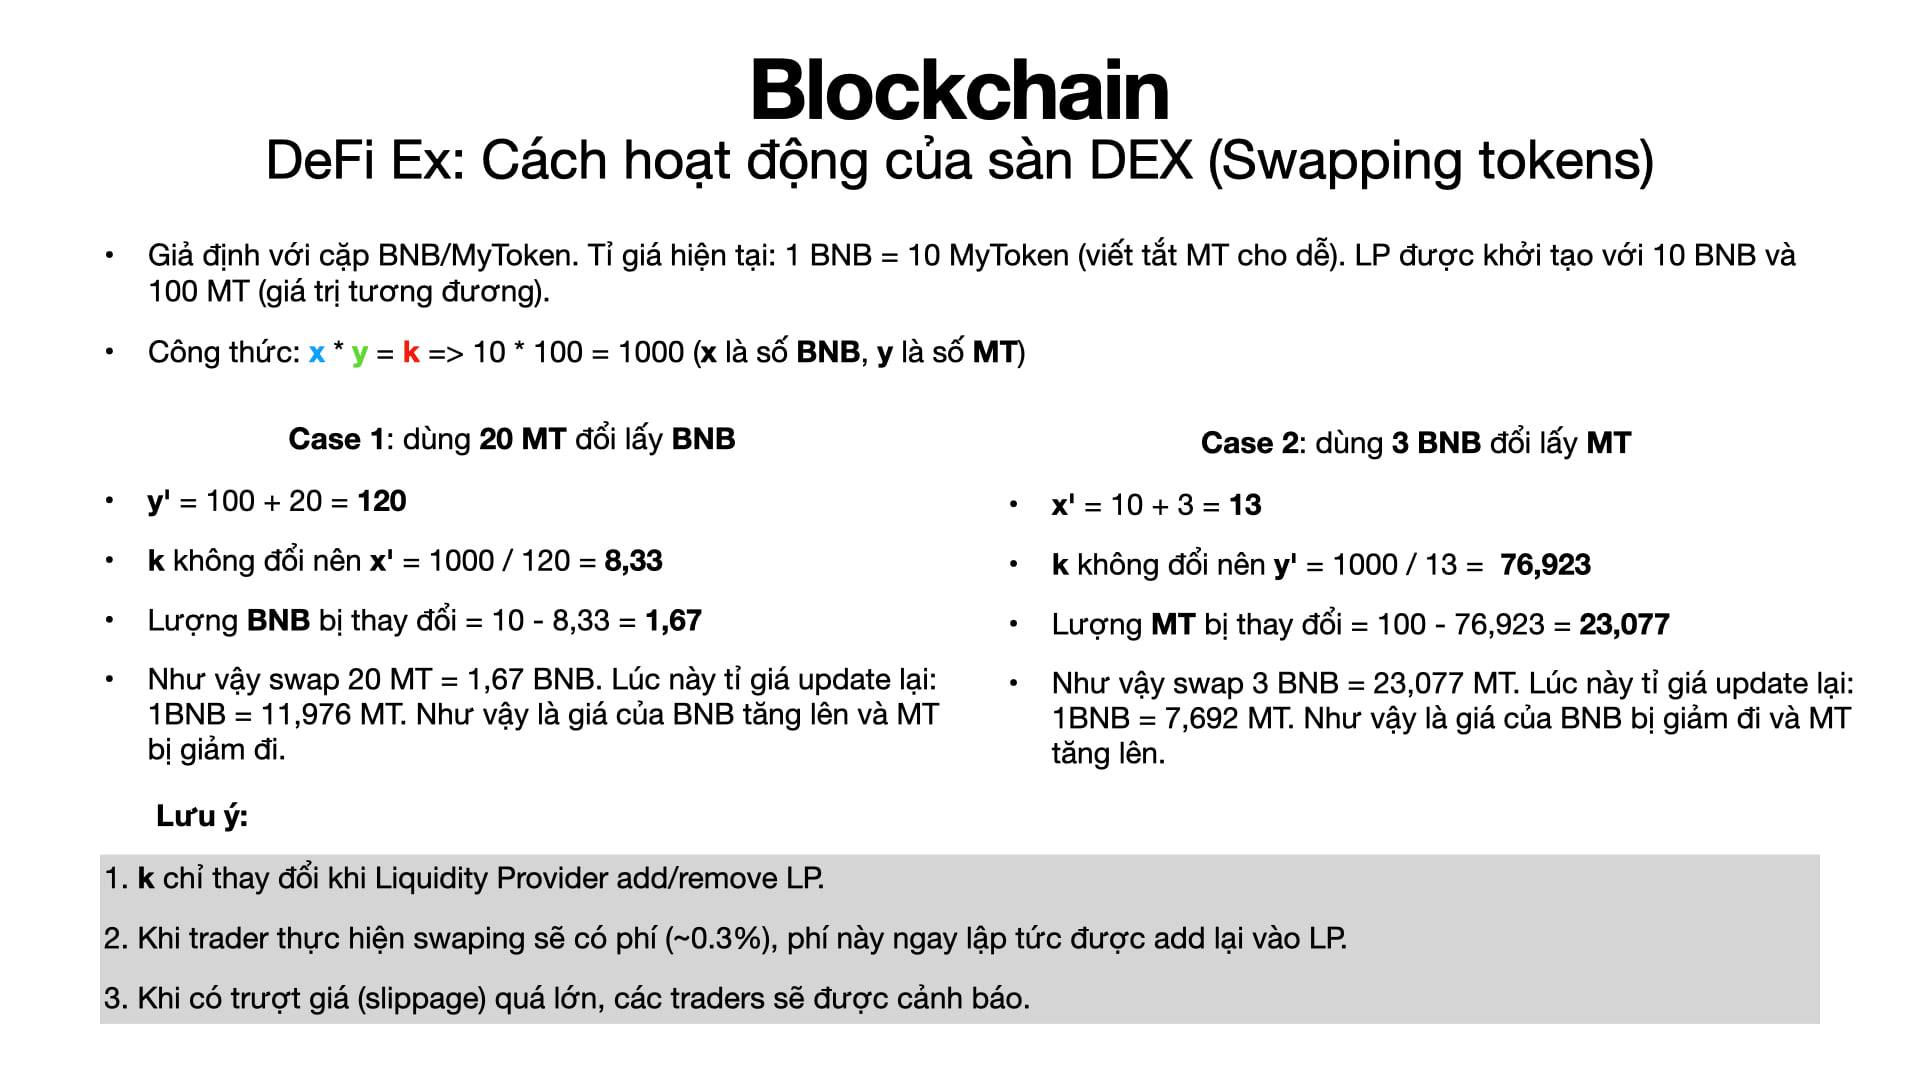 Blockchain
DeFi Ex: Cách hoạt động của sàn DEX (Swapping tokens)
• Giả định với cặp BNB/MyToken. Tỉ giá hiện tại: 1 BNB = 10 MyToken (viết tắt MT cho dễ). LP được khởi tạo với 10 BNB và
100 MT (giá trị tương đương).
• Công thức: x * y = k => 10 * 100 = 1000 (x là số BNB, y là số MT)
Case 1: dùng 20 MT đổi lấy BNB
• y' = 100 + 20 = 120
• k không đổi nên x' = 1000 / 120 = 8,33
• Lượng BNB bị thay đổi = 10 - 8,33 = 1,67
• Như vậy swap 20 MT = 1,67 BNB. Lúc này tỉ giá update lại:
1BNB = 11,976 MT. Như vậy là giá của BNB tăng lên và MT
bị giảm đi.
Case 2: dùng 3 BNB đổi lấy MT
• x' = 10 + 3 = 13
• k không đổi nên y' = 1000 / 13 = 76,923
• Lượng MT bị thay đổi = 100 - 76,923 = 23,077
• Như vậy swap 3 BNB = 23,077 MT. Lúc này tỉ giá update lại:
1BNB = 7,692 MT. Như vậy là giá của BNB bị giảm đi và MT
tăng lên.
Lưu ý:
1. k chỉ thay đổi khi Liquidity Provider add/remove LP.
2. Khi trader thực hiện swaping sẽ có phí (~0.3%), phí này ngay lập tức được add lại vào LP.
3. Khi có trượt giá (slippage) quá lớn, các traders sẽ được cảnh báo.